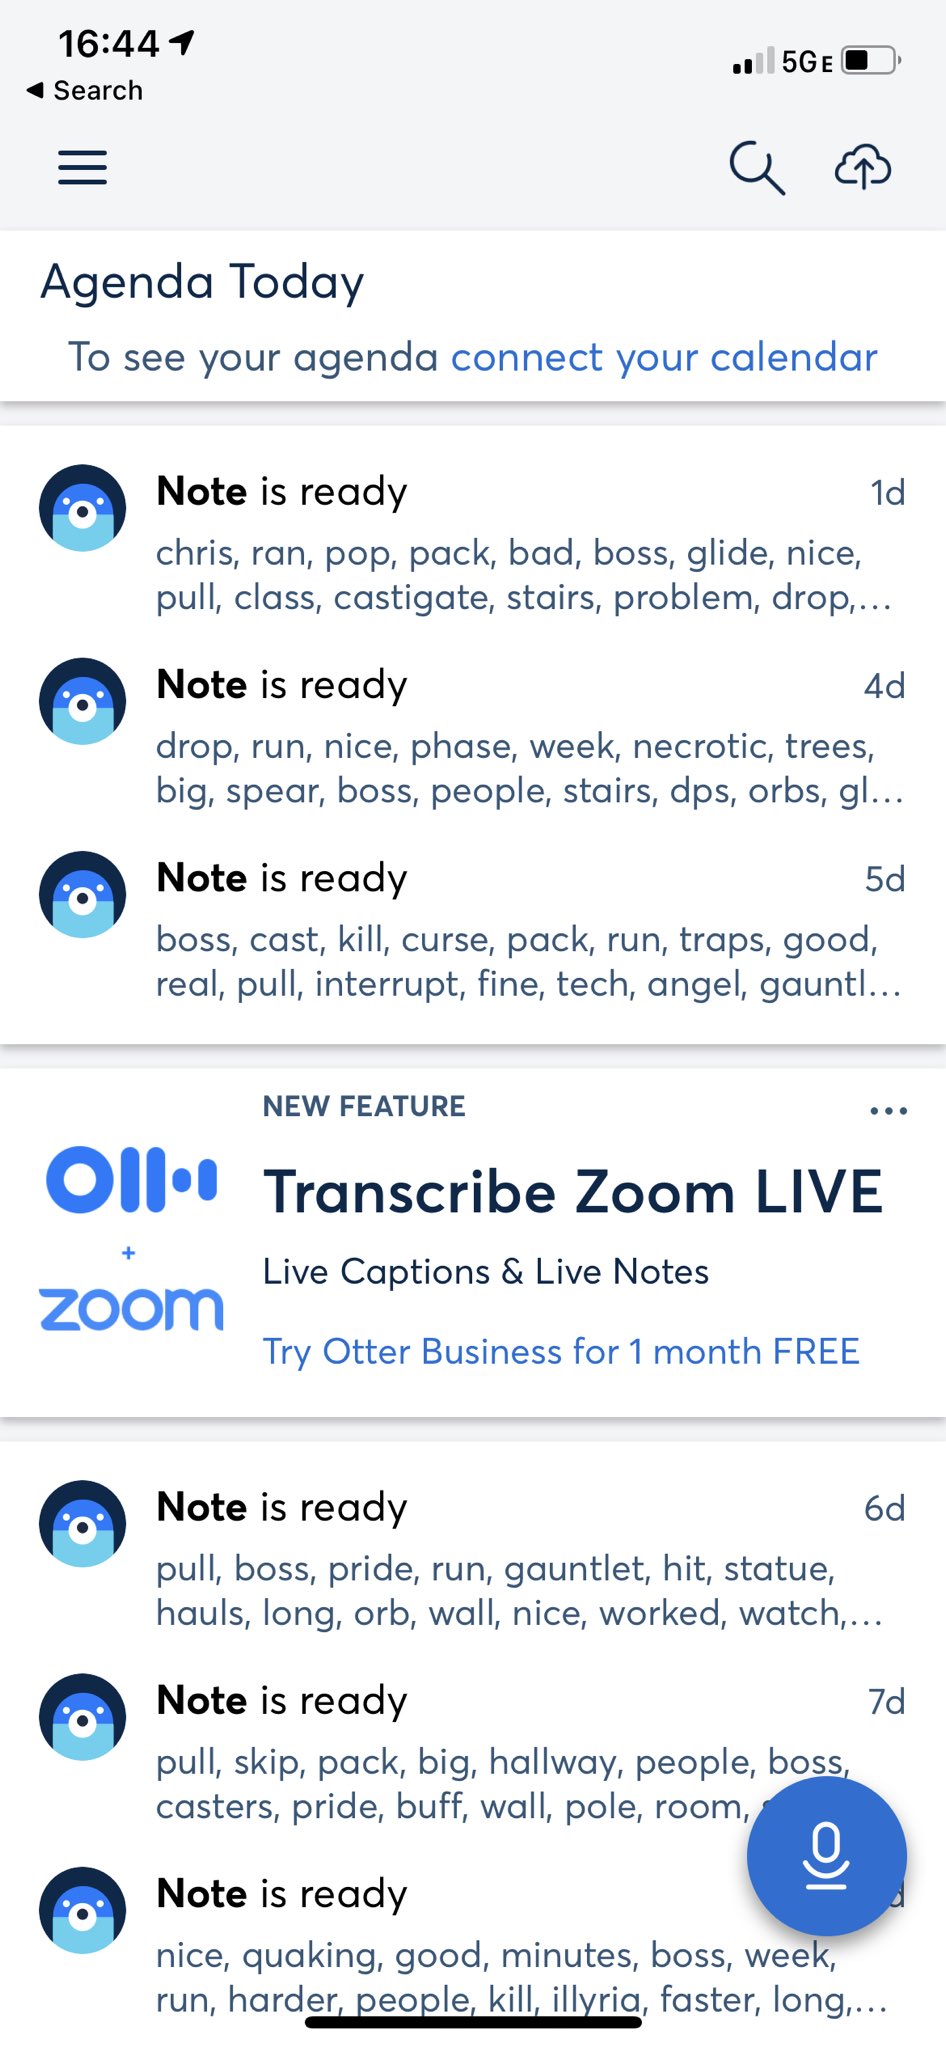 16:44
5GE
◀ Search
Agenda Today
To see your agenda connect your calendar
Note is ready 1d
chris, ran, pop, pack, bad, boss, glide, nice,
pull, class, castigate, stairs, problem, drop,...
Note is ready 4d
drop, run, nice, phase, week, necrotic, trees,
big, spear, boss, people, stairs, dps, orbs, gl...
Note is ready 5d
boss, cast, kill, curse, pack, run, traps, good,
real, pull, interrupt, fine, tech, angel, gauntl...
NEW FEATURE
Transcribe Zoom LIVE
+
zoom
Live Captions & Live Notes
Try Otter Business for 1 month FREE
Note is ready 6d
pull, boss, pride, run, gauntlet, hit, statue,
hauls, long, orb, wall, nice, worked, watch,...
Note is ready 7d
pull, skip, pack, big, hallway, people, boss,
casters, pride, buff, wall, pole, room,
Note is ready
nice, quaking, good, minutes, boss, week,
run, harder, people, kill, illyria, faster, long,...